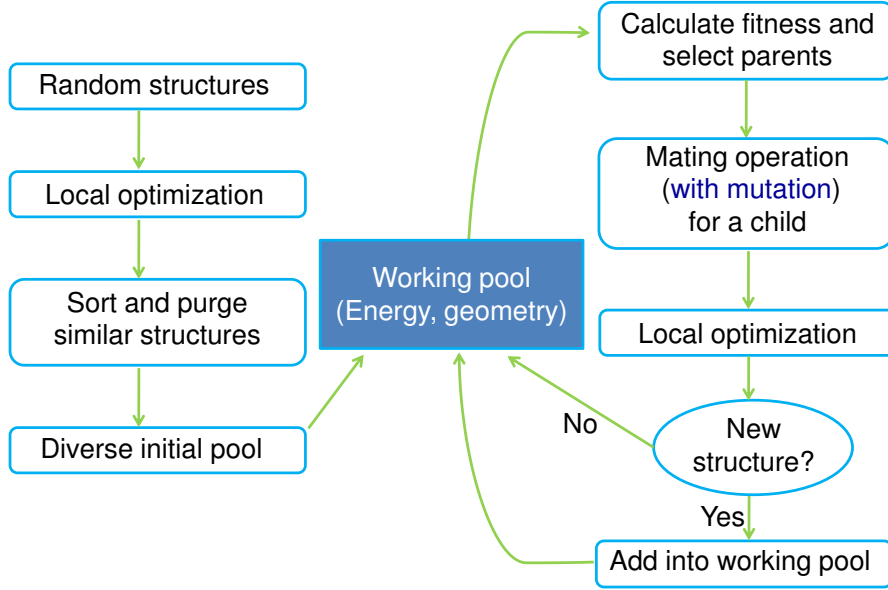 Random structures
Local optimization
Sort and purge
similar structures
Diverse initial pool
Working pool
(Energy, geometry)
Calculate fitness and
select parents
Mating operation
(with mutation)
for a child
Local optimization
New
structure?
No
Yes
Add into working pool